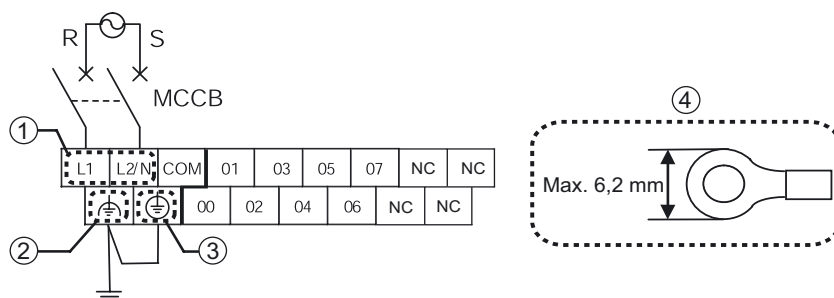 R S
MCCB
④
①
L1 L2/N COM 01 03 05 07 NC NC
Max. 6,2 mm
00 02 04 06 NC NC
② ③